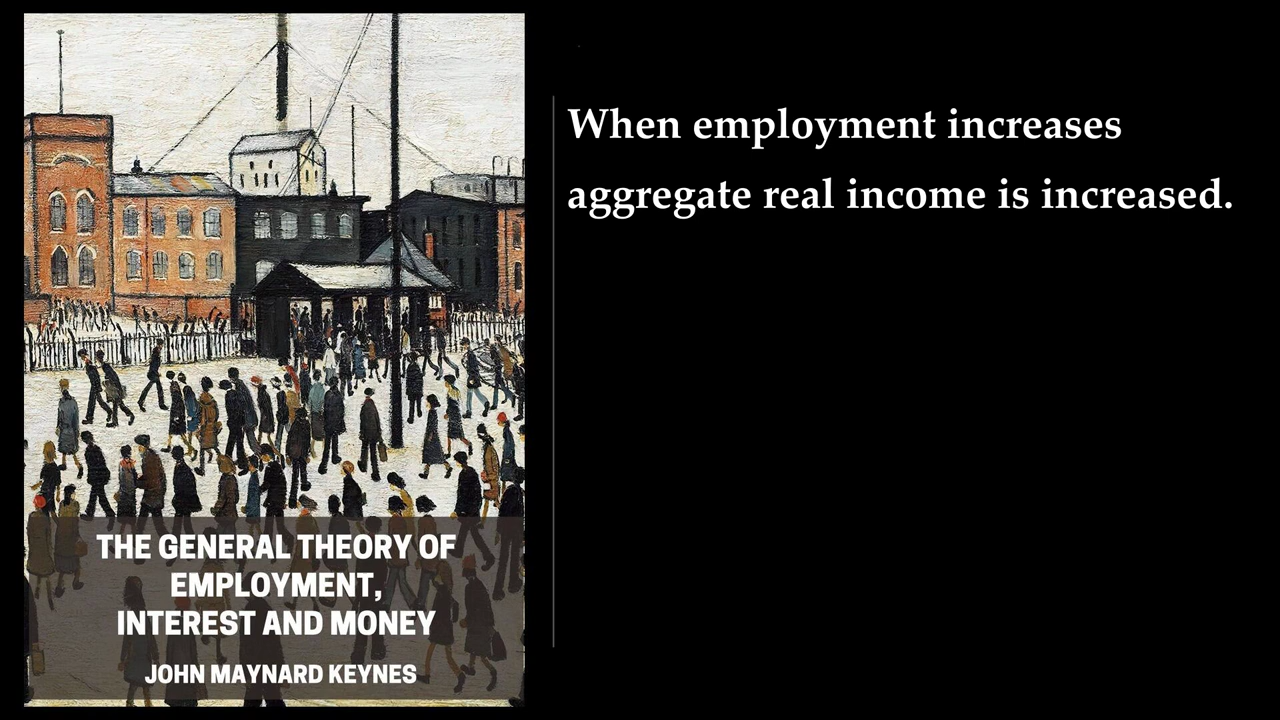 When employment increases
aggregate real income is increased.
THE GENERAL THEORY OF
EMPLOYMENT,
INTEREST AND MONEY
JOHN MAYNARD KEYNES